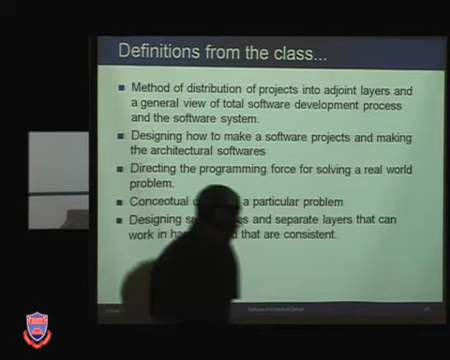 Definitions from the class...
Method of distribution of projects into adjoint layers and
a general view of total software development process
and the software system.
Designing how to make a software projects and making
the architectural softwares
Directing the programming force for solving a real world
problem.
Conceotual a particular problem
Designing and separate layers that can
work in that are consistent.
Software Architecture Design